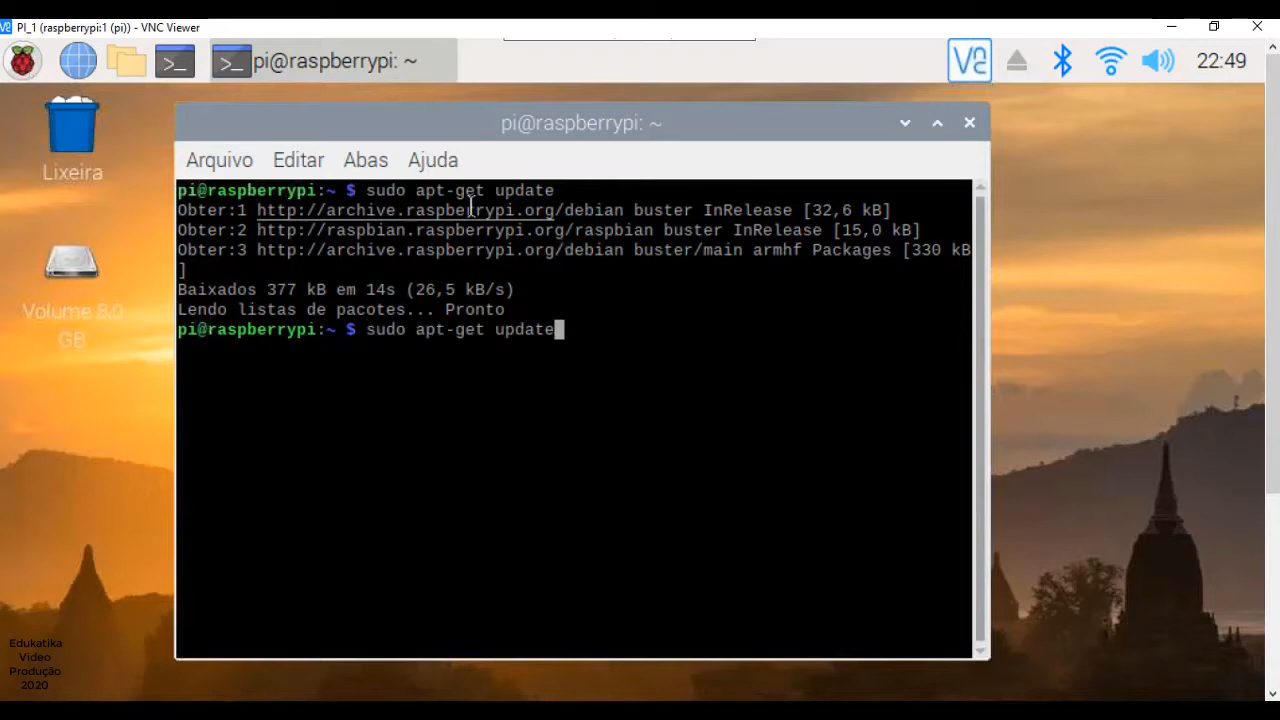 PI_1 (raspberrypi:1 (pi)) - VNC Viewer
pi@raspberrypi: ~
22:49
Lixeira
Volume 8.0
GB
pi@raspberrypi: ~
Arquivo Editar Abas Ajuda
pi@raspberrypi:~ $ sudo apt-get update
Obter:1 http://archive.raspberrypi.org/debian buster InRelease [32,6 kB]
Obter:2 http://raspbian.raspberrypi.org/raspbian buster InRelease [15,0 kB]
Obter:3 http://archive.raspberrypi.org/debian buster/main armhf Packages [330 kB
]
Baixados 377 kB em 14s (26,5 kB/s)
Lendo listas de pacotes... Pronto
pi@raspberrypi:~ $ sudo apt-get update
Edukatika
Video
Produção
2020